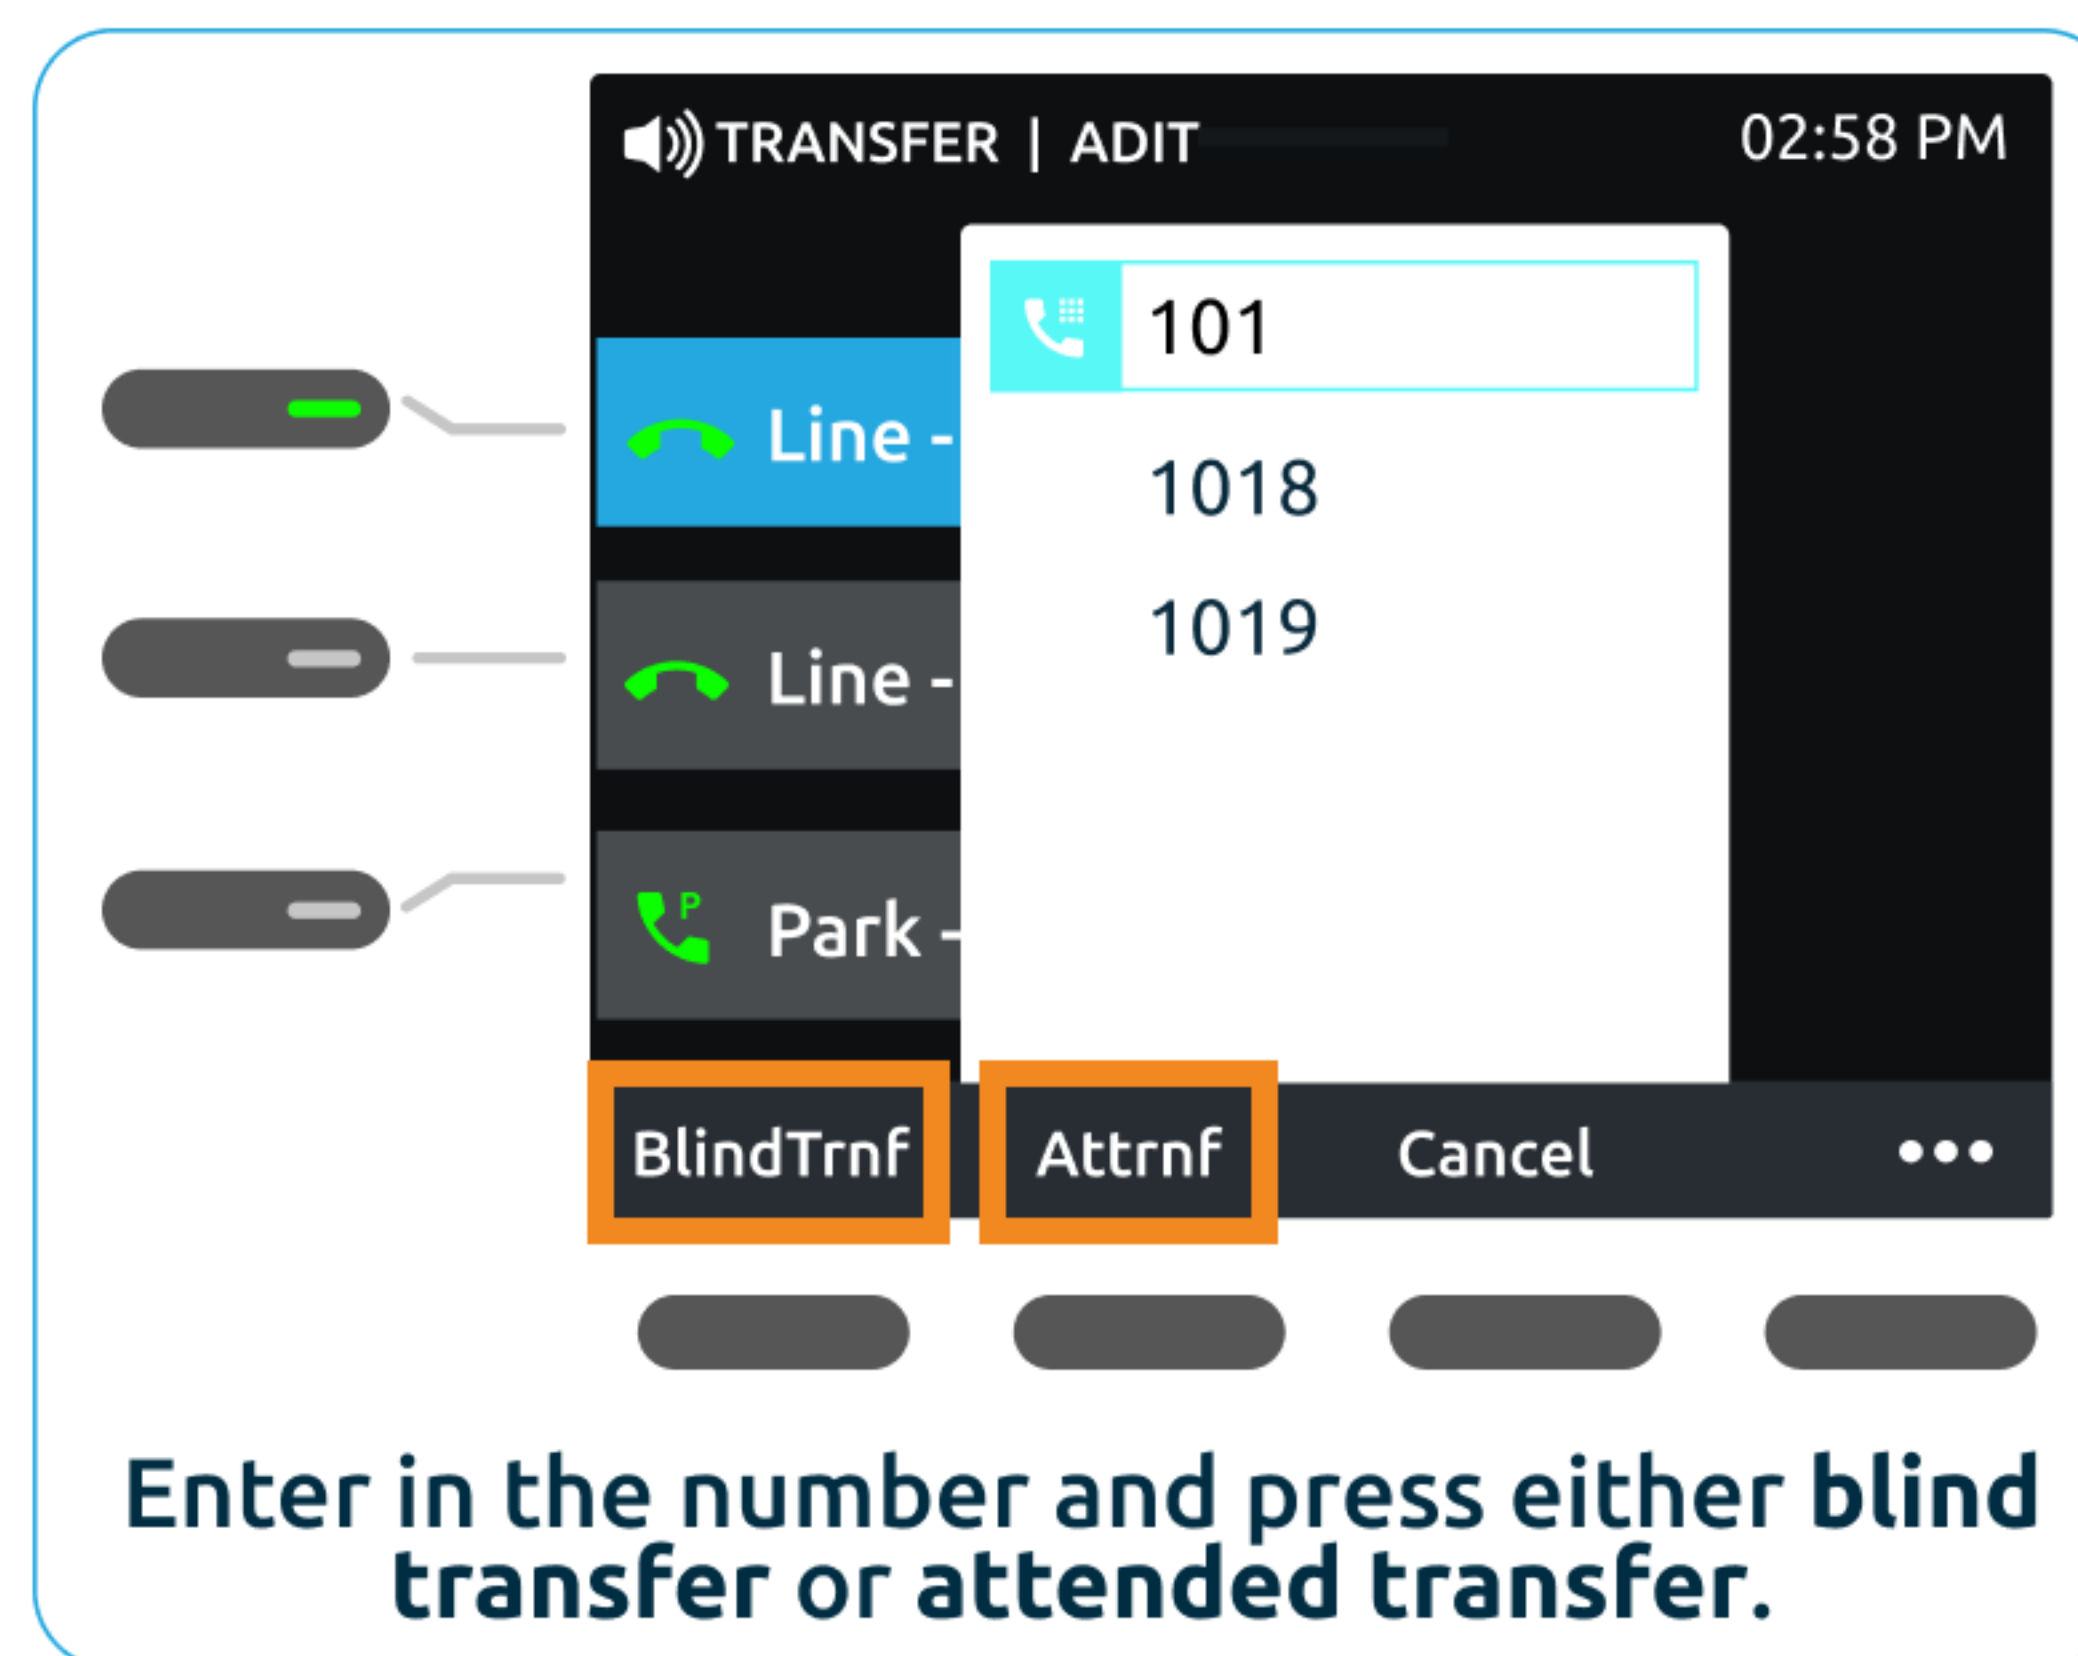 TRANSFER | ADIT
02:58 PM
101
1018
1019
Line -
Line -
P
Park -
BlindTrnf
Attrnf
Cancel
Enter in the number and press either blind
transfer or attended transfer.